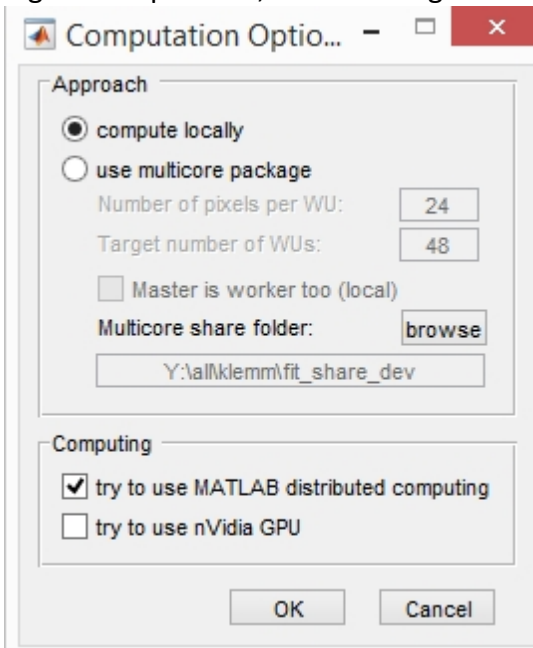 Computation Optio...
Approach
compute locally
use multicore package
Number of pixels per WU: 24
Target number of WUs: 48
Master is worker too (local)
Multicore share folder: browse
Y:\all\klemm\fit_share_dev
Computing
try to use MATLAB distributed computing
try to use nVidia GPU
OK Cancel